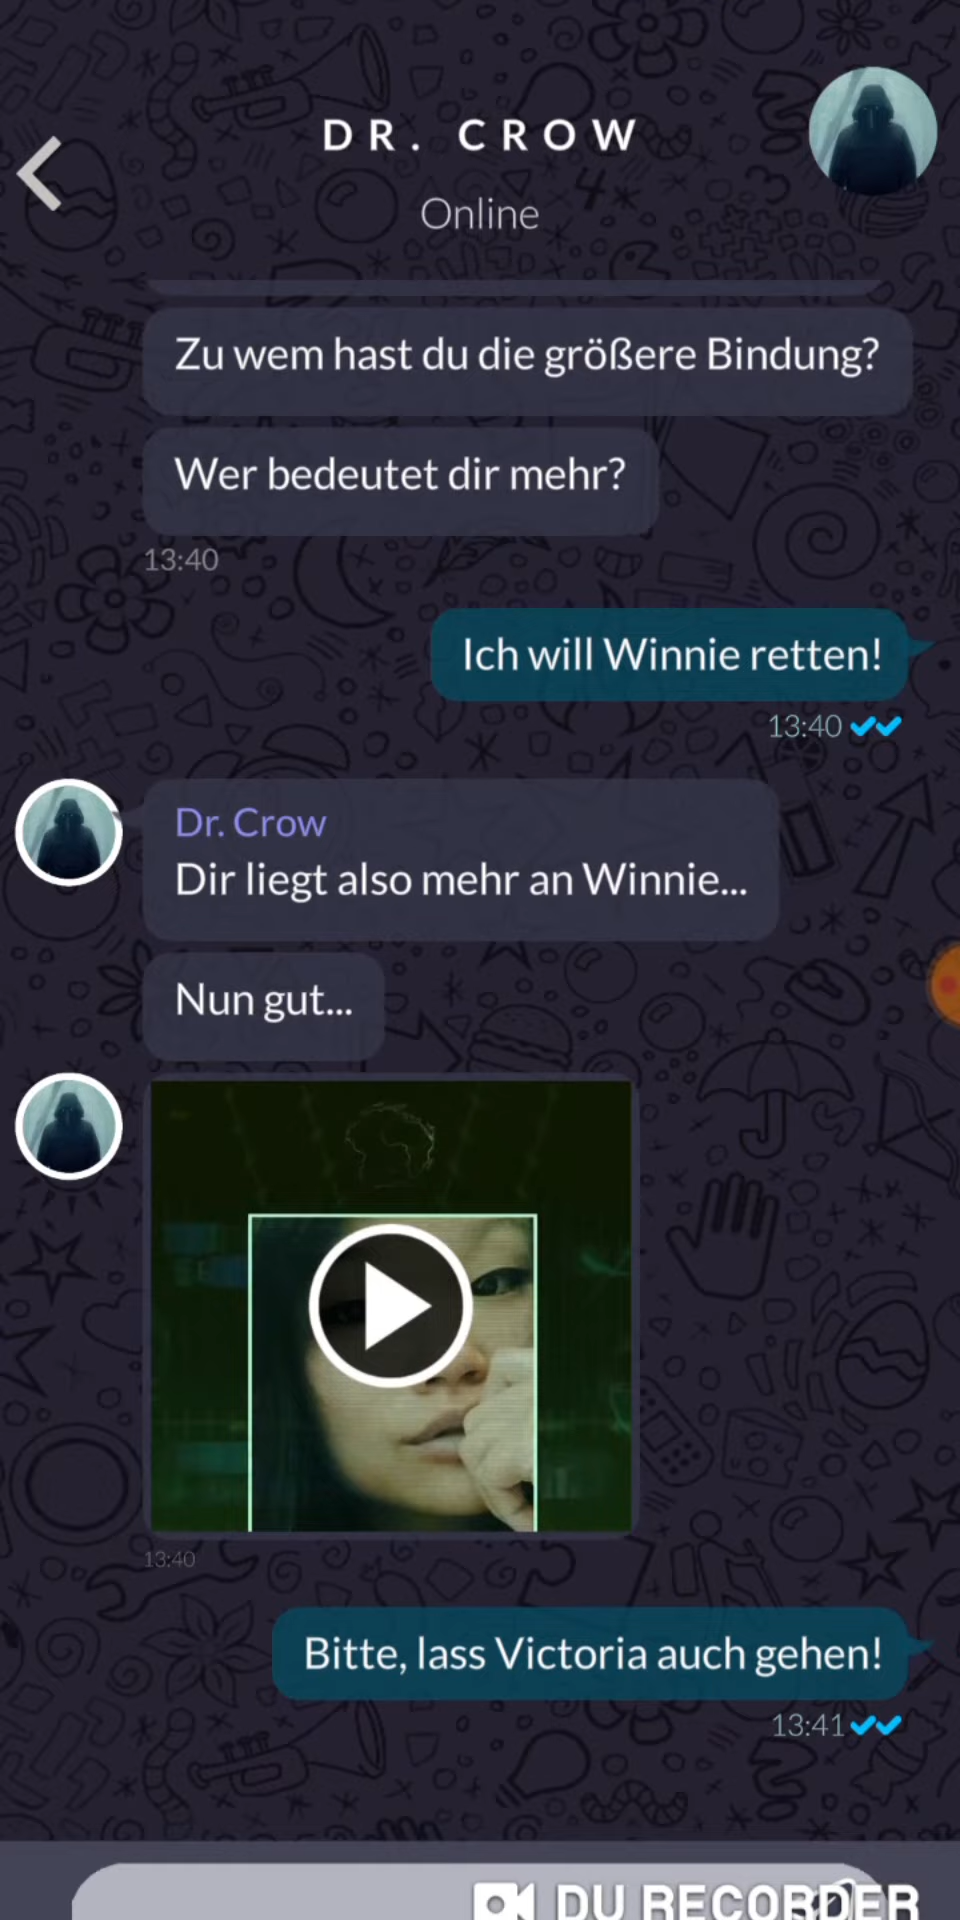 DR. CROW
Online
Zu wem hast du die größere Bindung?
Wer bedeutet dir mehr?
13:40
Ich will Winnie retten!
13:40
Dr. Crow
Dir liegt also mehr an Winnie...
Nun gut...
13:40
Bitte, lass Victoria auch gehen!
13:41
DU RECORDER